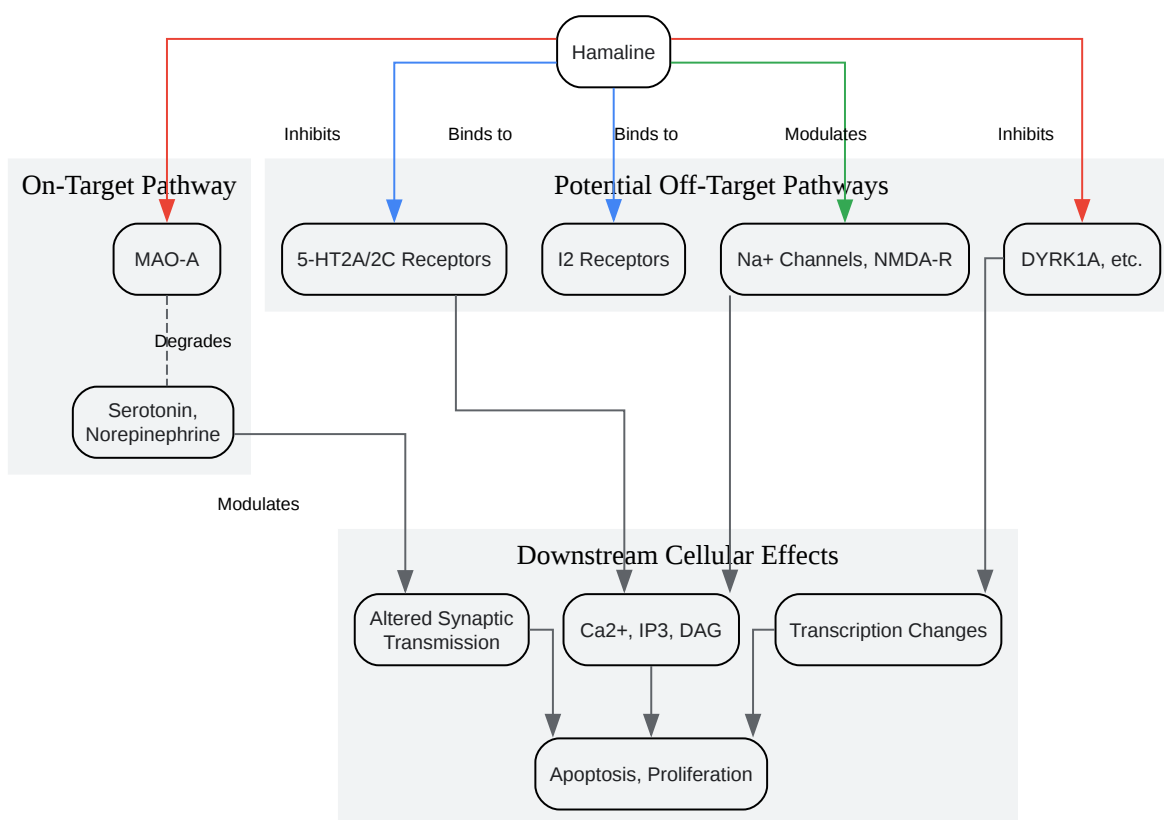 Hamaline
Inhibits
Binds to
Binds to
Modulates
Inhibits
On-Target Pathway
Potential Off-Target Pathways
MAO-A
5-HT2A/2C Receptors
I2 Receptors
Na+ Channels, NMDA-R
DYRK1A, etc.
Degrades
Serotonin,
Norepinephrine
Modulates
Downstream Cellular Effects
Altered Synaptic
Transmission
Ca2+, IP3, DAG
Transcription Changes
Apoptosis, Proliferation